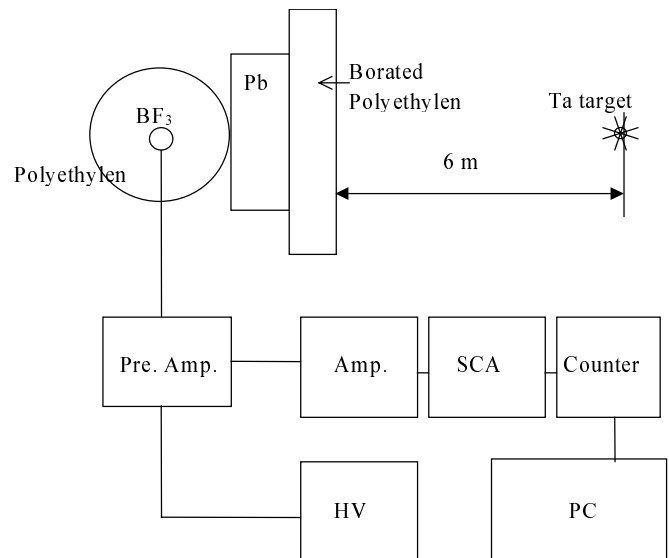 Pb
Borated
Polyethylen
Ta target
BF₃
Polyethylen
6 m
Pre. Amp.
Amp.
SCA
Counter
HV
PC